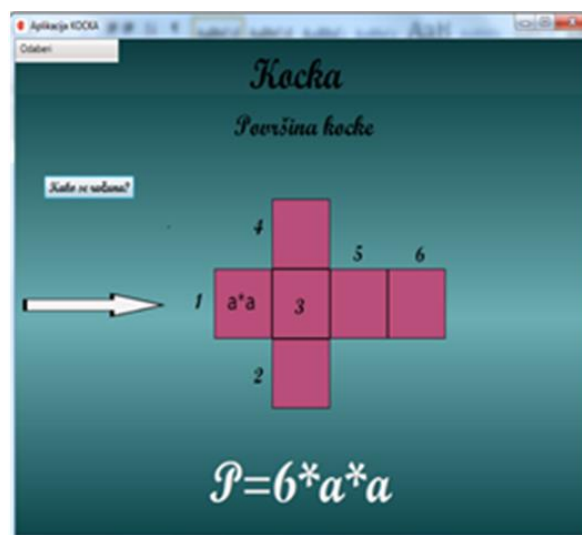 Aplikacija KOCKA
Odaberi
Kocka
Površina kocke
Kako se računa?
4
5 6
1 a*a 3
2
P=6*a*a